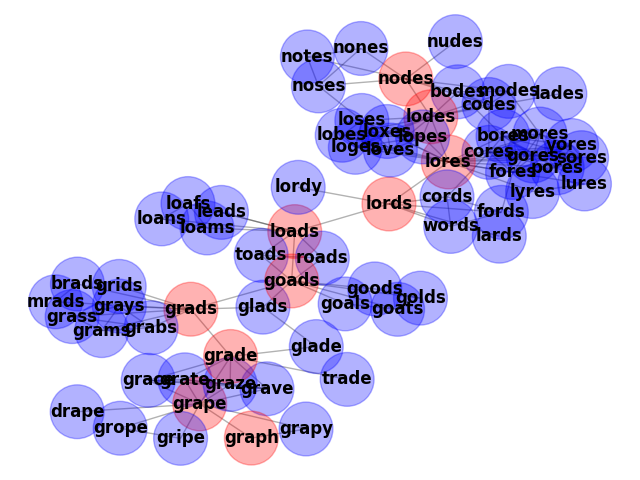 nudes
nones
notes
nodes
noses
bodes
modes
lades
codes
lodes
loses
lobes
loxes
lopes
loges
loves
bores
mores
yores
cores
gores
sores
lores
pores
fores
lures
lyres
lordy
cords
lords
fords
words
lards
loafs
leads
loans
loams
loads
toads
roads
goads
goods
golds
goals
goats
brads
grids
mrads
grays
grads
glads
grass
grams
grabs
glade
grade
trade
grace
grate
graze
grave
grape
drape
grope
gripe
graph
grapy